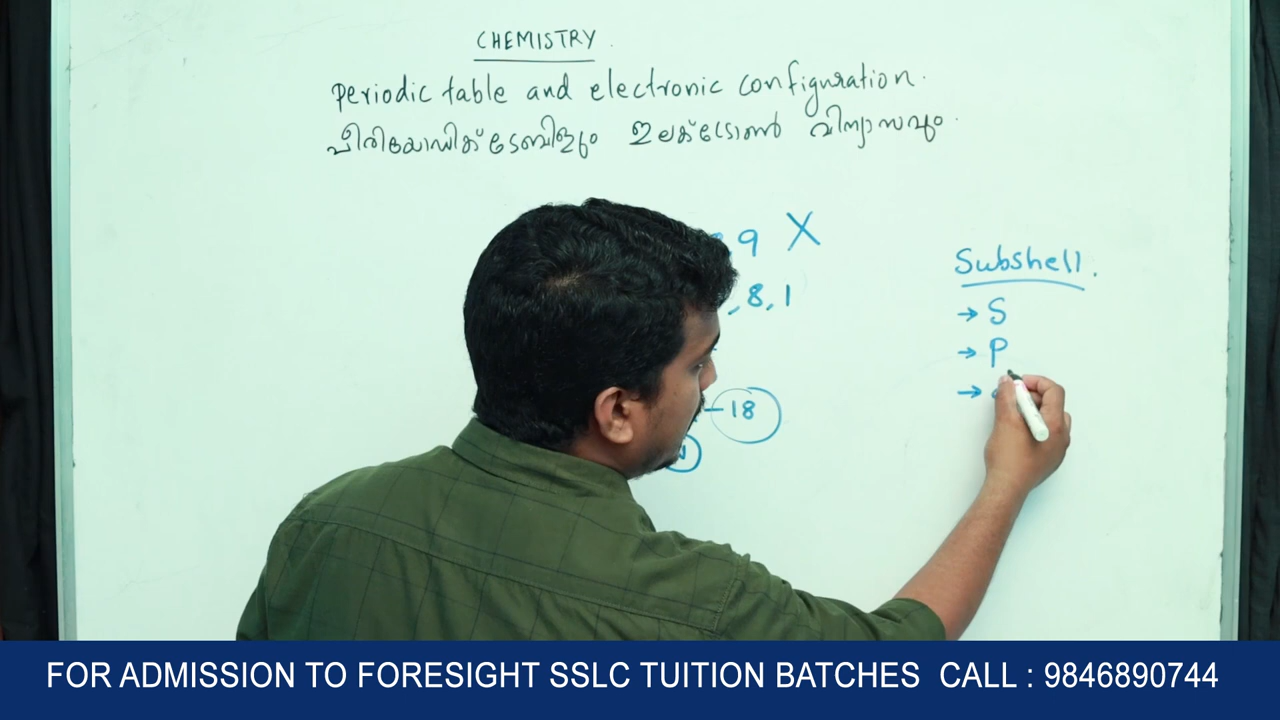 CHEMISTRY.
Periodic table and electronic configuration.
പീരിയോഡിക് ടേബിളും ഇലക്ട്രോൺ വിന്യാസവും.
9 X
, 8, 1
Subshell.
→ S
→ P
→
– 18
FOR ADMISSION TO FORESIGHT SSLC TUITION BATCHES CALL : 9846890744